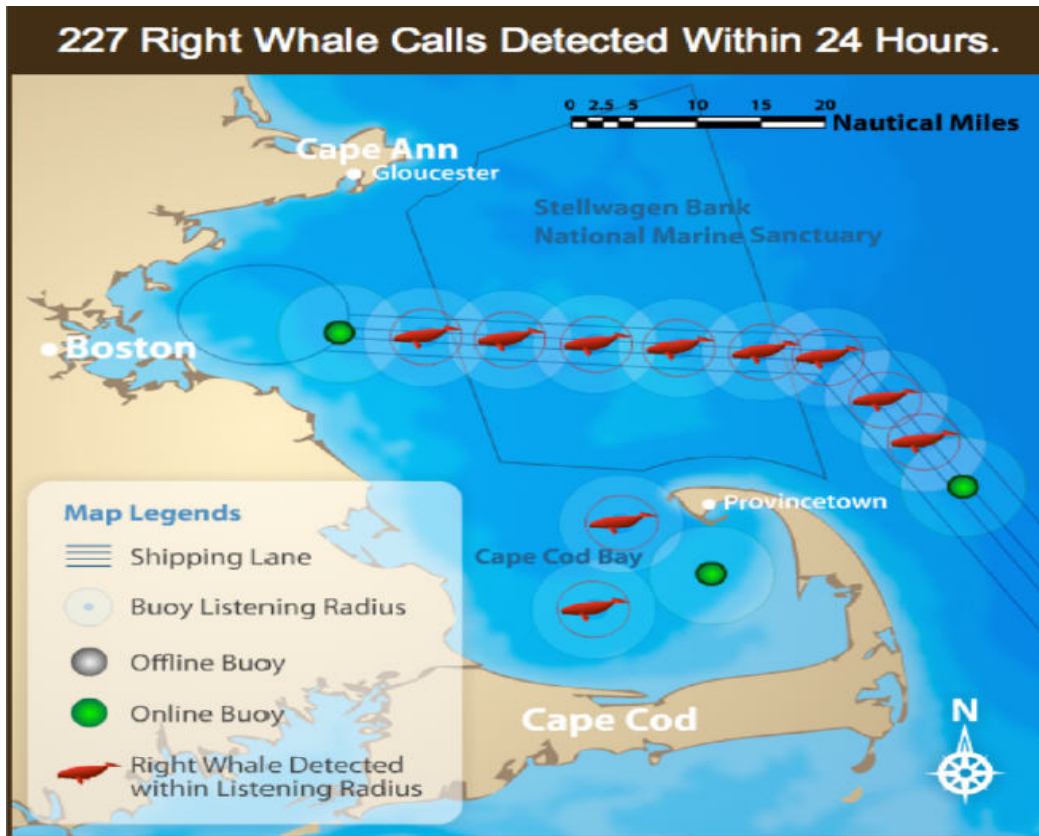 227 Right Whale Calls Detected Within 24 Hours.
0 2.5 5 10 15 20
Nautical Miles
Cape Ann
Gloucester
Stellwagen Bank
National Marine Sanctuary
Boston
Provincetown
Cape Cod Bay
Map Legends
Shipping Lane
Buoy Listening Radius
Offline Buoy
Online Buoy
Right Whale Detected
within Listening Radius
Cape Cod
N